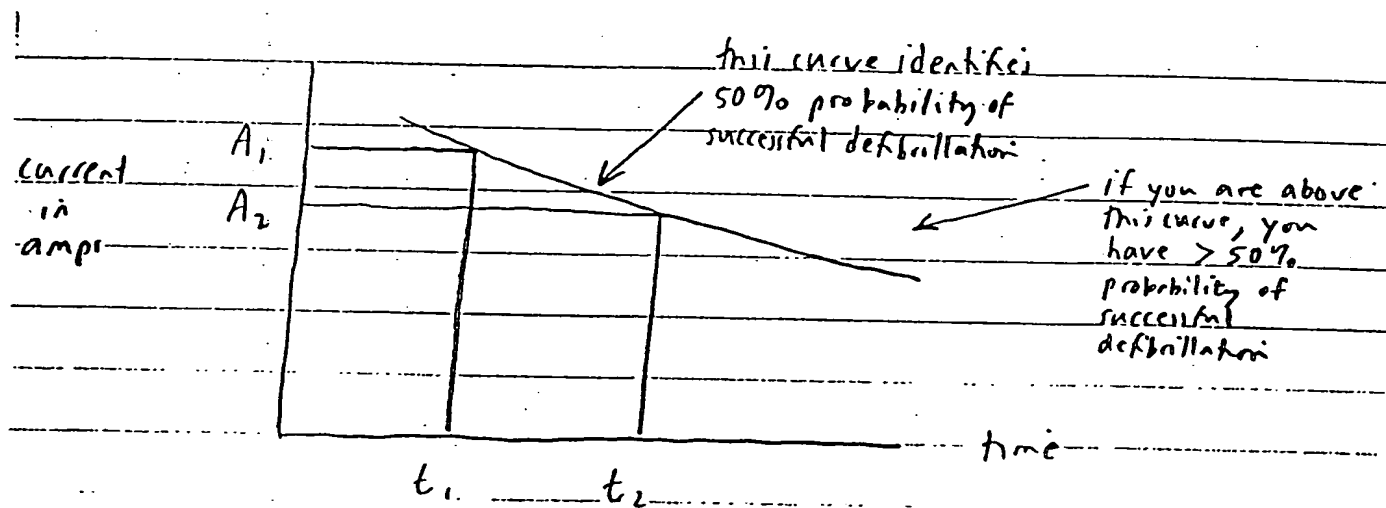 this curve identifies
50% probability of
successful defibrillation
A1
current
in
amps
A2
if you are above
this curve, you
have > 50%
probability of
successful
defibrillation
time
t1
t2